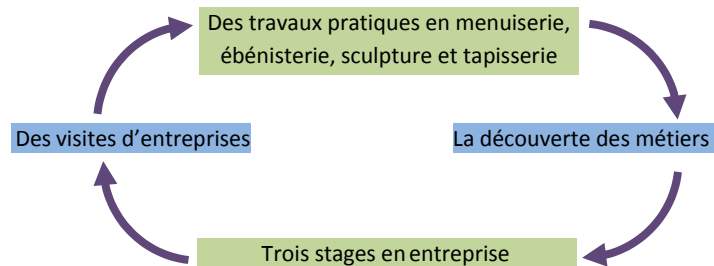 Des travaux pratiques en menuiserie,
ébénisterie, sculpture et tapisserie
Des visites d’entreprises
La découverte des métiers
Trois stages en entreprise